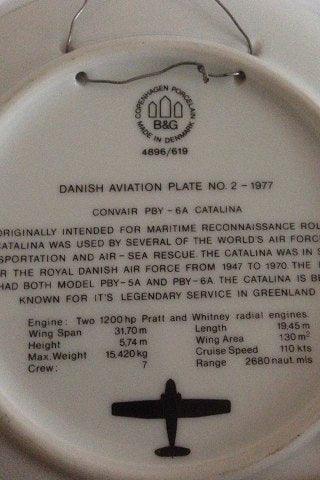 COPENHAGEN PORCELAIN
B&G
MADE IN DENMARK
4896/619
DANISH AVIATION PLATE NO. 2 - 1977
CONVAIR PBY - 6A CATALINA
ORIGINALLY INTENDED FOR MARITIME RECONNAISSANCE
CATALINA WAS USED BY SEVERAL OF THE WORLD'S AIR
SPORTATION AND AIR - SEA RESCUE. THE CATALINA WAS IN
THE ROYAL DANISH AIR FORCE FROM 1947 TO 1970. THE
HAD BOTH MODEL PBY-5A AND PBY-6A. THE CATALINA IS
KNOWN FOR IT'S LEGENDARY SERVICE IN GREENLAND
Engine: Two 1200 hp Pratt and Whitney radial engines
Wing Span 31,70 m Length 19,45 m
Height 5,74 m Wing Area 130 m²
Max. Weight 15,420 kg Cruise Speed 110 kts
Crew: 7 Range 2680 naut. mls